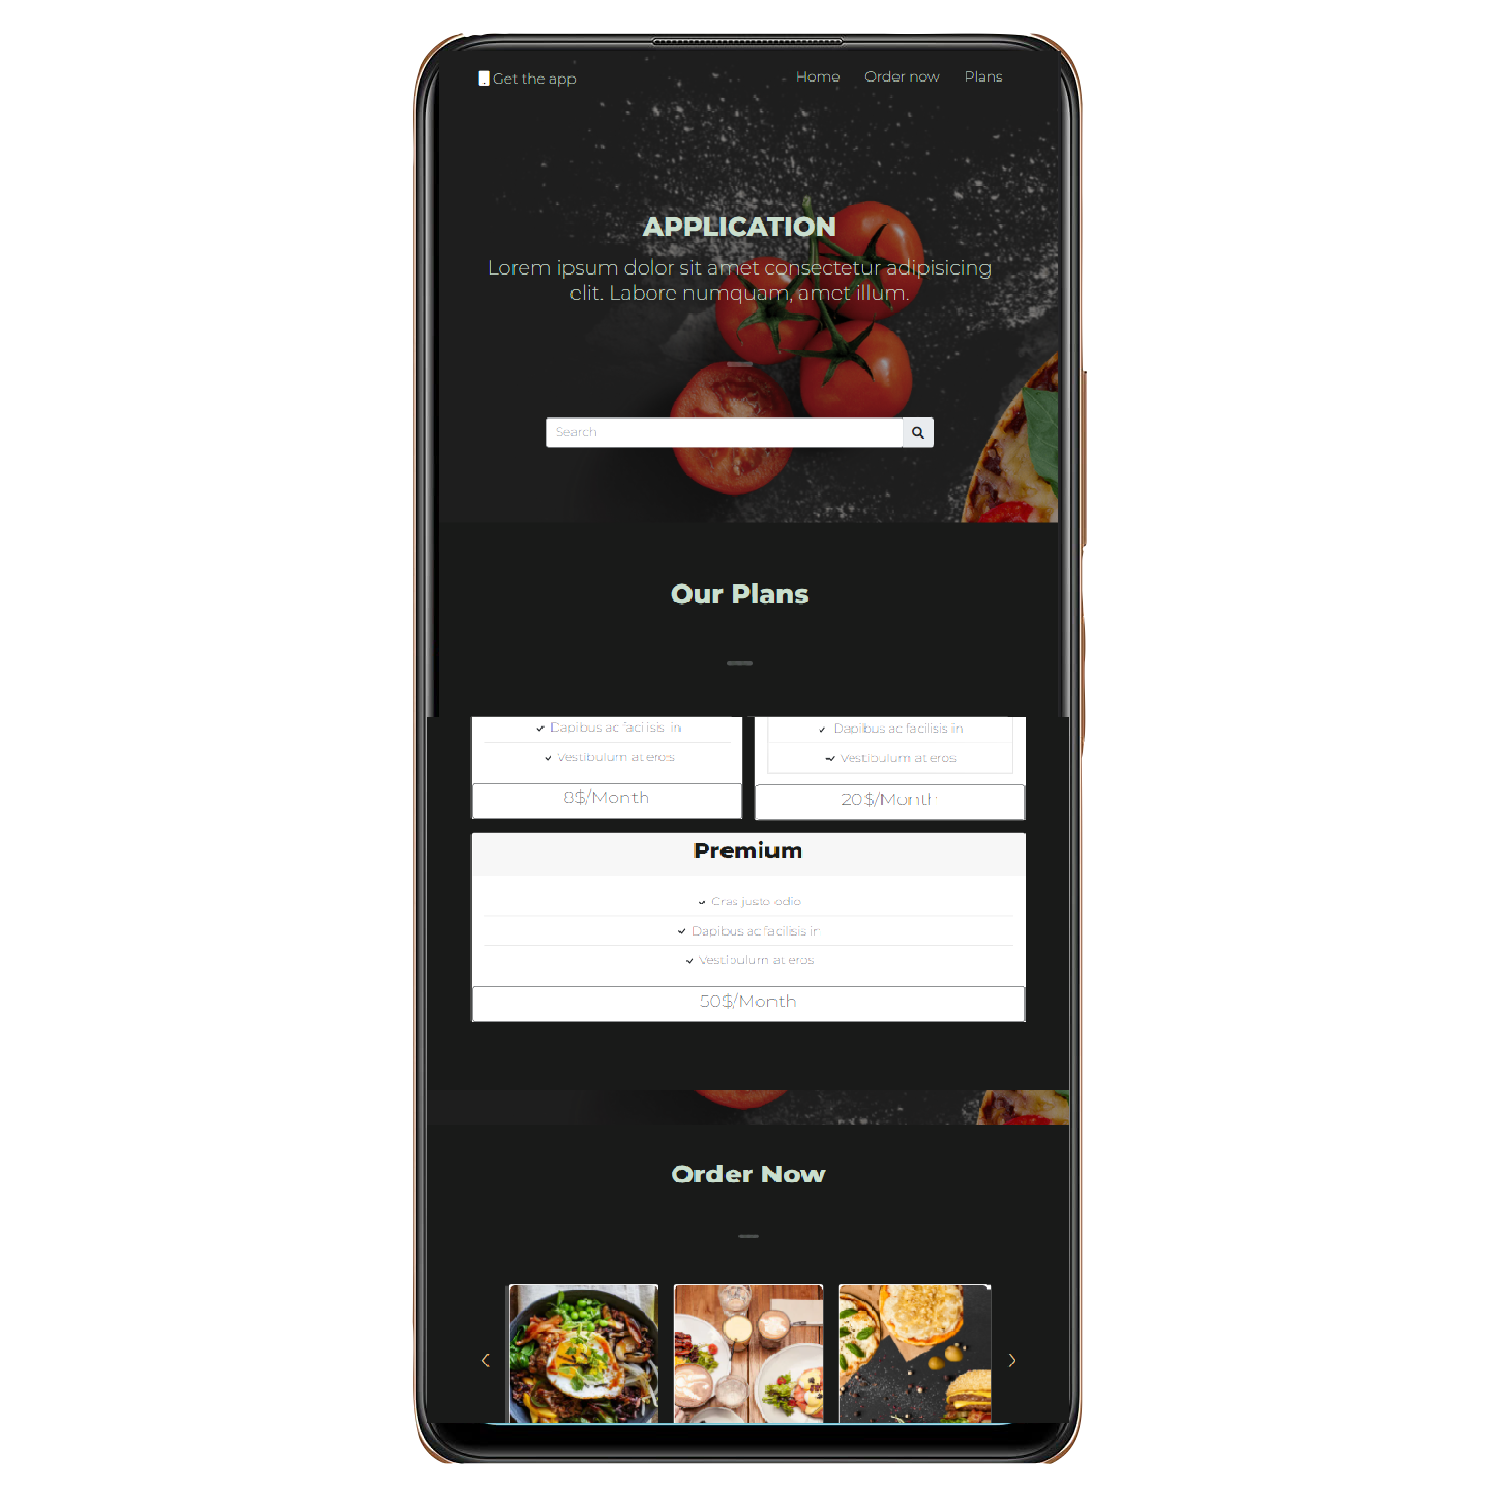 Get the app
Home Order now Plans
APPLICATION
Lorem ipsum dolor sit amet consectetur adipisicing
elit. Labore numquam, amet illum.
Search
Our Plans
Dapibus ac facilisis in
Vestibulum at eros
8$/Month
Dapibus ac facilisis in
Vestibulum at eros
20$/Month
Premium
Cras justo odio
Dapibus ac facilisis in
Vestibulum at eros
50$/Month
Order Now